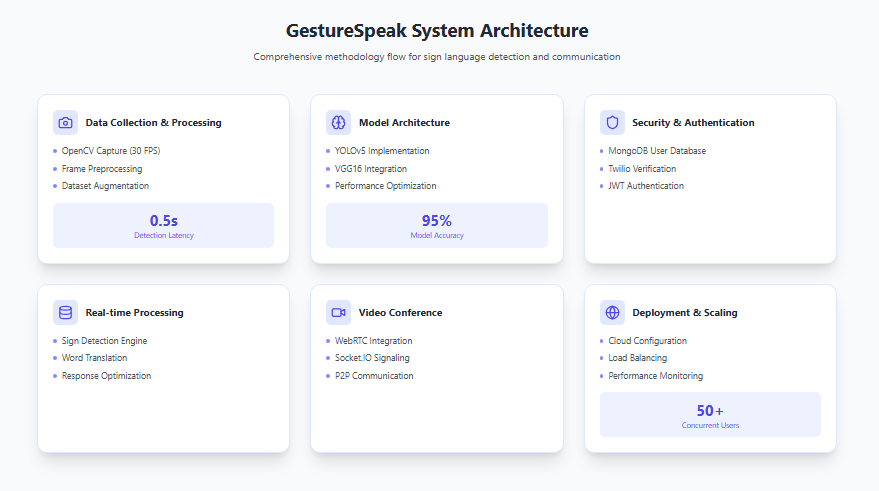 GestureSpeak System Architecture
Comprehensive methodology flow for sign language detection and communication
Data Collection & Processing
OpenCV Capture (30 FPS)
Frame Preprocessing
Dataset Augmentation
0.5s
Detection Latency
Model Architecture
YOLOv5 Implementation
VGG16 Integration
Performance Optimization
95%
Model Accuracy
Security & Authentication
MongoDB User Database
Twilio Verification
JWT Authentication
Real-time Processing
Sign Detection Engine
Word Translation
Response Optimization
Video Conference
WebRTC Integration
Socket.IO Signaling
P2P Communication
Deployment & Scaling
Cloud Configuration
Load Balancing
Performance Monitoring
50+
Concurrent Users